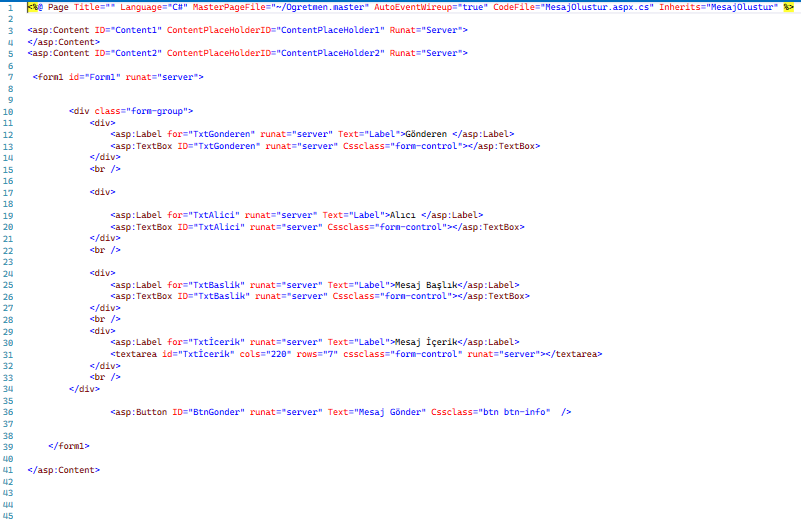 1 <%@ Page Title="" Language="C#" MasterPageFile="~/Ogretmen.master" AutoEventWireup="true" CodeFile="MesajOlustur.aspx.cs" Inherits="MesajOlustur" %>
2
3 <asp:Content ID="Content1" ContentPlaceHolderID="ContentPlaceHolder1" Runat="Server">
4 </asp:Content>
5 <asp:Content ID="Content2" ContentPlaceHolderID="ContentPlaceHolder2" Runat="Server">
6
7 <form1 id="Form1" runat="server">
8
9
10 <div class="form-group">
11 <div>
12 <asp:Label for="TxtGonderen" runat="server" Text="Label">Gönderen </asp:Label>
13 <asp:TextBox ID="TxtGonderen" runat="server" Cssclass="form-control"></asp:TextBox>
14 </div>
15 <br />
16
17 <div>
18
19 <asp:Label for="TxtAlici" runat="server" Text="Label">Alıcı </asp:Label>
20 <asp:TextBox ID="TxtAlici" runat="server" Cssclass="form-control"></asp:TextBox>
21 </div>
22 <br />
23
24 <div>
25 <asp:Label for="TxtBaslik" runat="server" Text="Label">Mesaj Başlık</asp:Label>
26 <asp:TextBox ID="TxtBaslik" runat="server" Cssclass="form-control"></asp:TextBox>
27 </div>
28 <br />
29 <div>
30 <asp:Label for="Txtİcerik" runat="server" Text="Label">Mesaj İçerik</asp:Label>
31 <textarea id="Txtİcerik" cols="220" rows="7" cssclass="form-control" runat="server"></textarea>
32 </div>
33 <br />
34 </div>
35
36 <asp:Button ID="BtnGonder" runat="server" Text="Mesaj Gönder" Cssclass="btn btn-info" />
37
38
39 </form1>
40
41 </asp:Content>
42
43
44
45